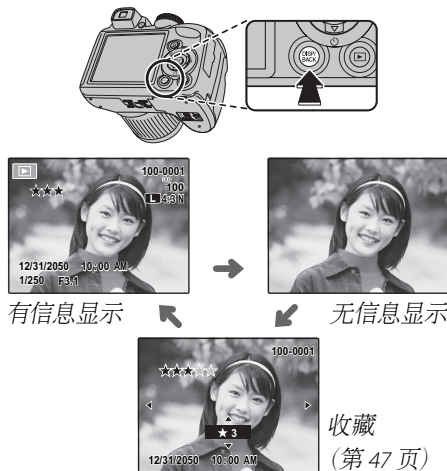 DISP/
BACK
100-0001
ISO
100
☆☆☆
L 4:3 N
12/31/2050 10:00 AM
1/250 F3.1
有信息显示
无信息显示
100-0001
★ 3
12/31/2050 10:00 AM
收藏
(第 47 页)